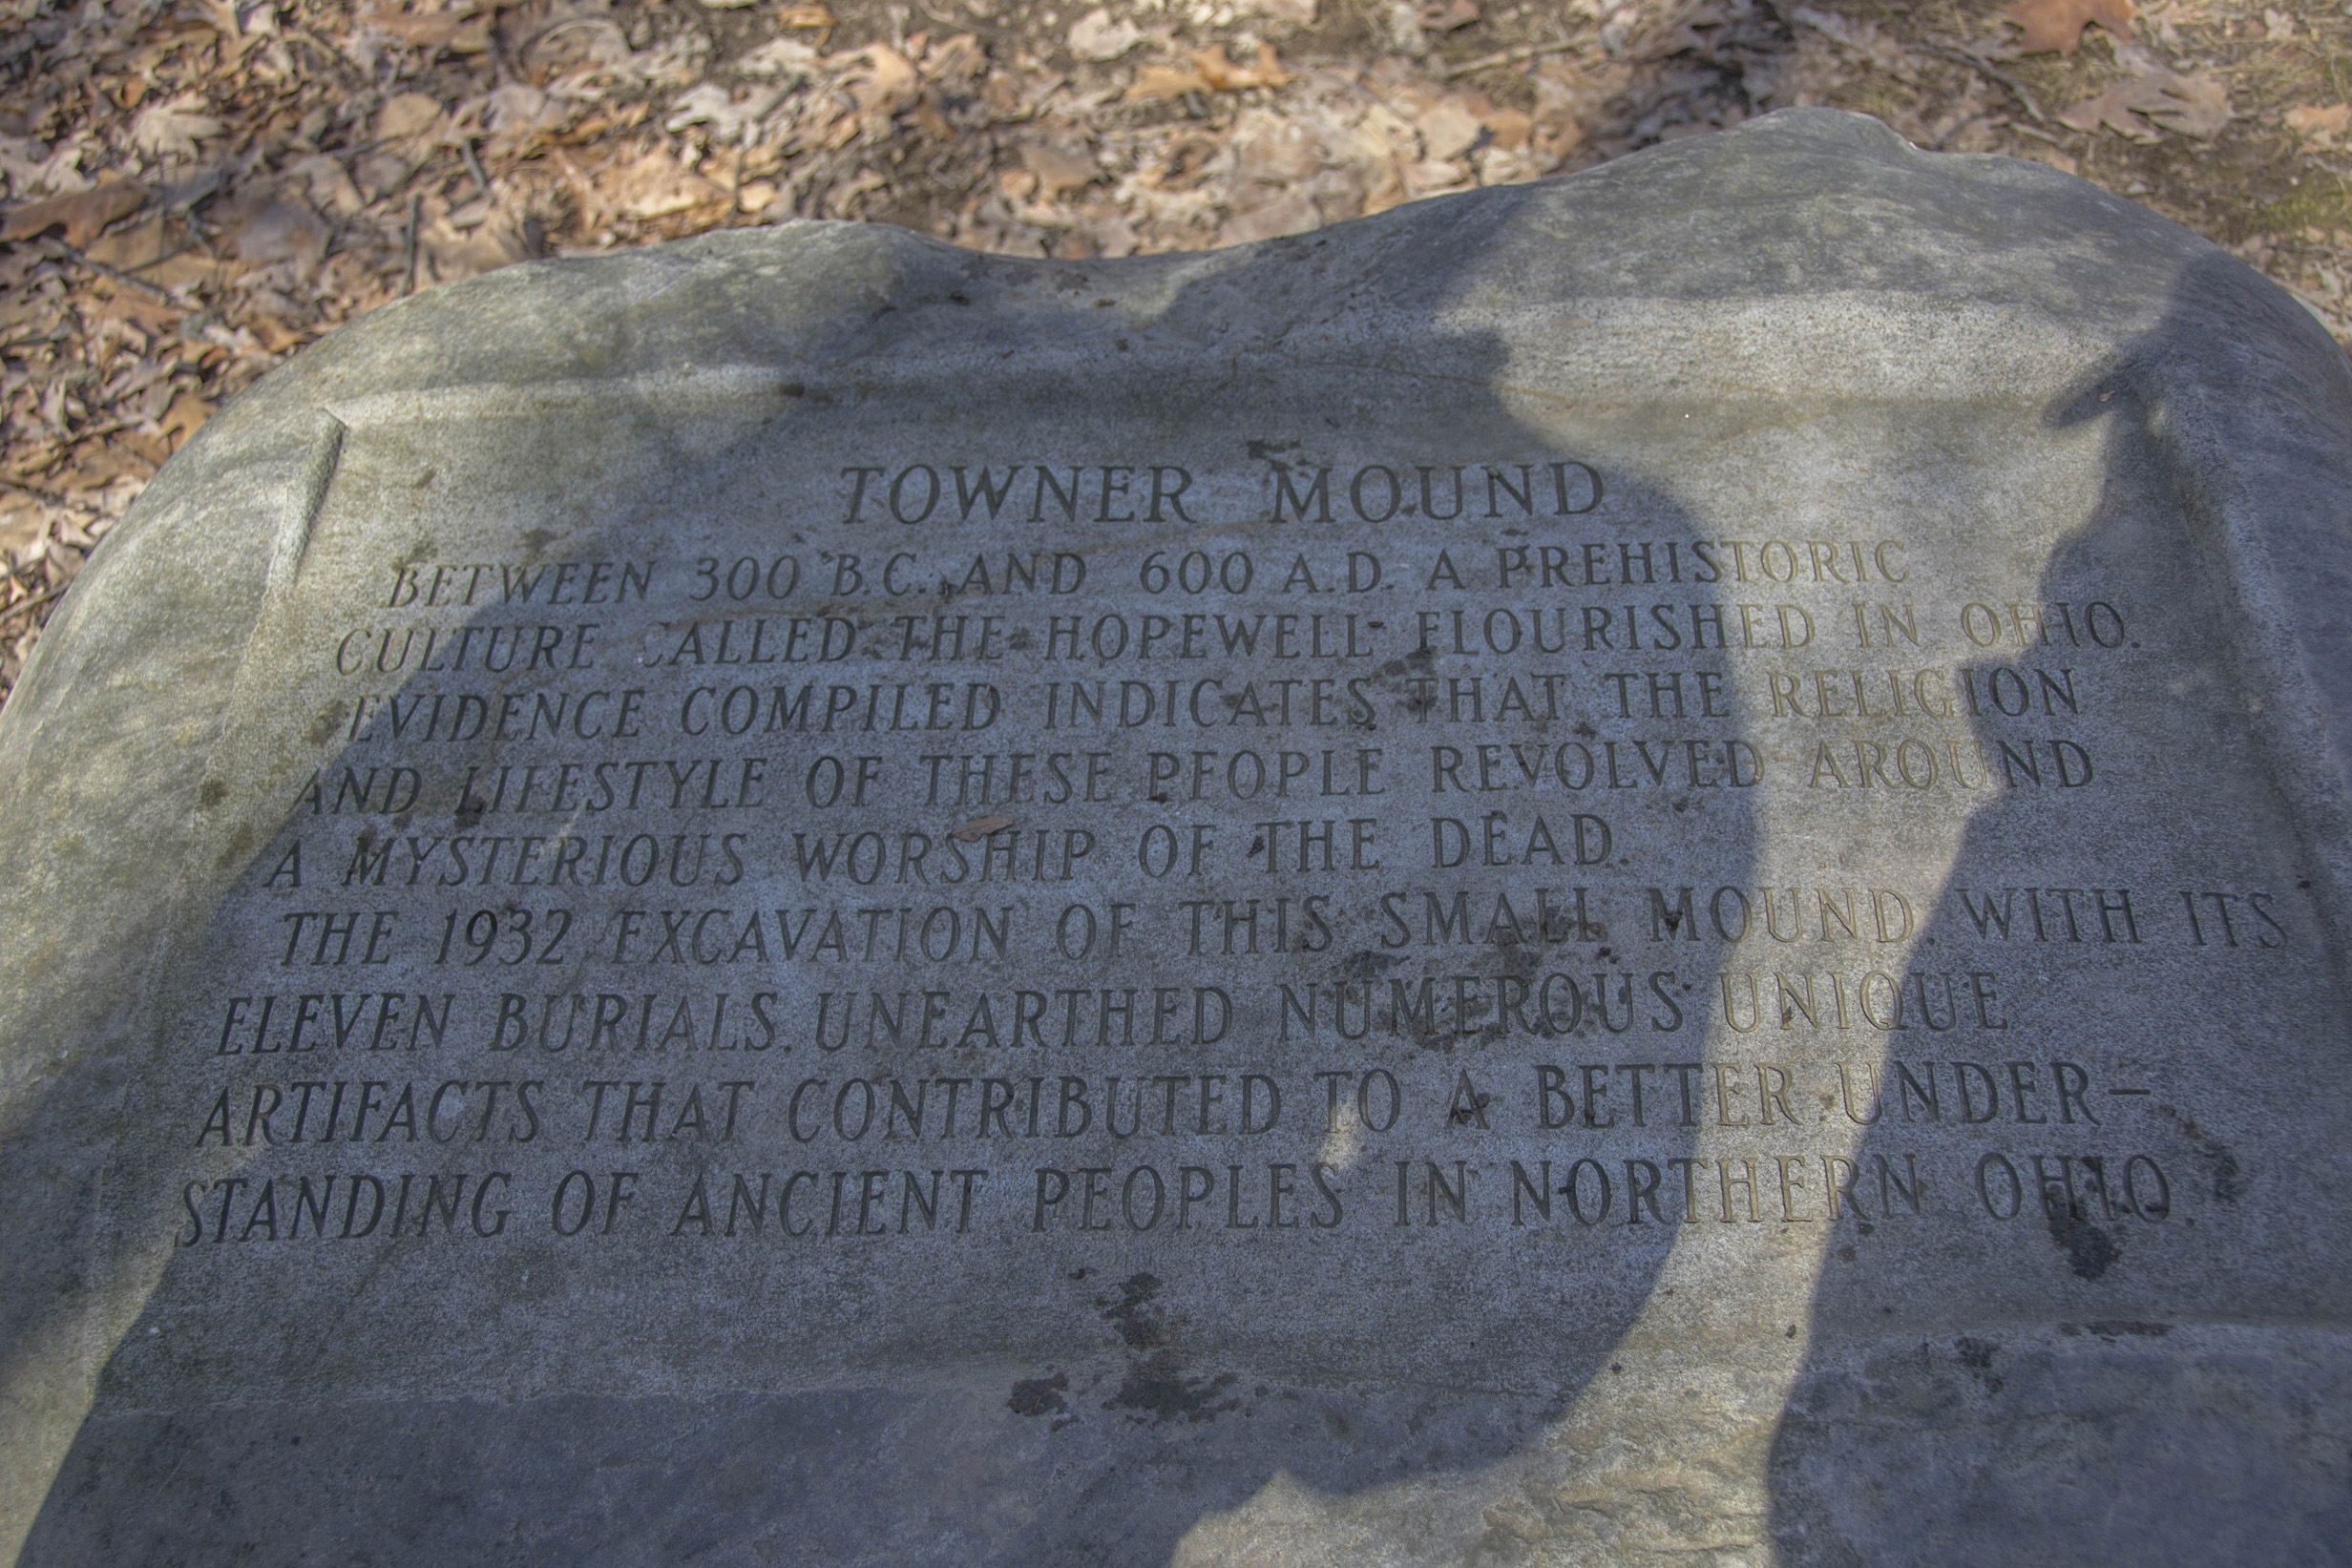 TOWNER MOUND
BETWEEN 300 B.C. AND 600 A.D. A PREHISTORIC
CULTURE CALLED THE HOPEWELL FLOURISHED IN OHIO.
EVIDENCE COMPILED INDICATES THAT THE RELIGION
AND LIFESTYLE OF THESE PEOPLE REVOLVED AROUND
A MYSTERIOUS WORSHIP OF THE DEAD.
THE 1932 EXCAVATION OF THIS SMALL MOUND, WITH ITS
ELEVEN BURIALS, UNEARTHED NUMEROUS UNIQUE
ARTIFACTS THAT CONTRIBUTED TO A BETTER UNDER-
STANDING OF ANCIENT PEOPLES IN NORTHERN OHIO